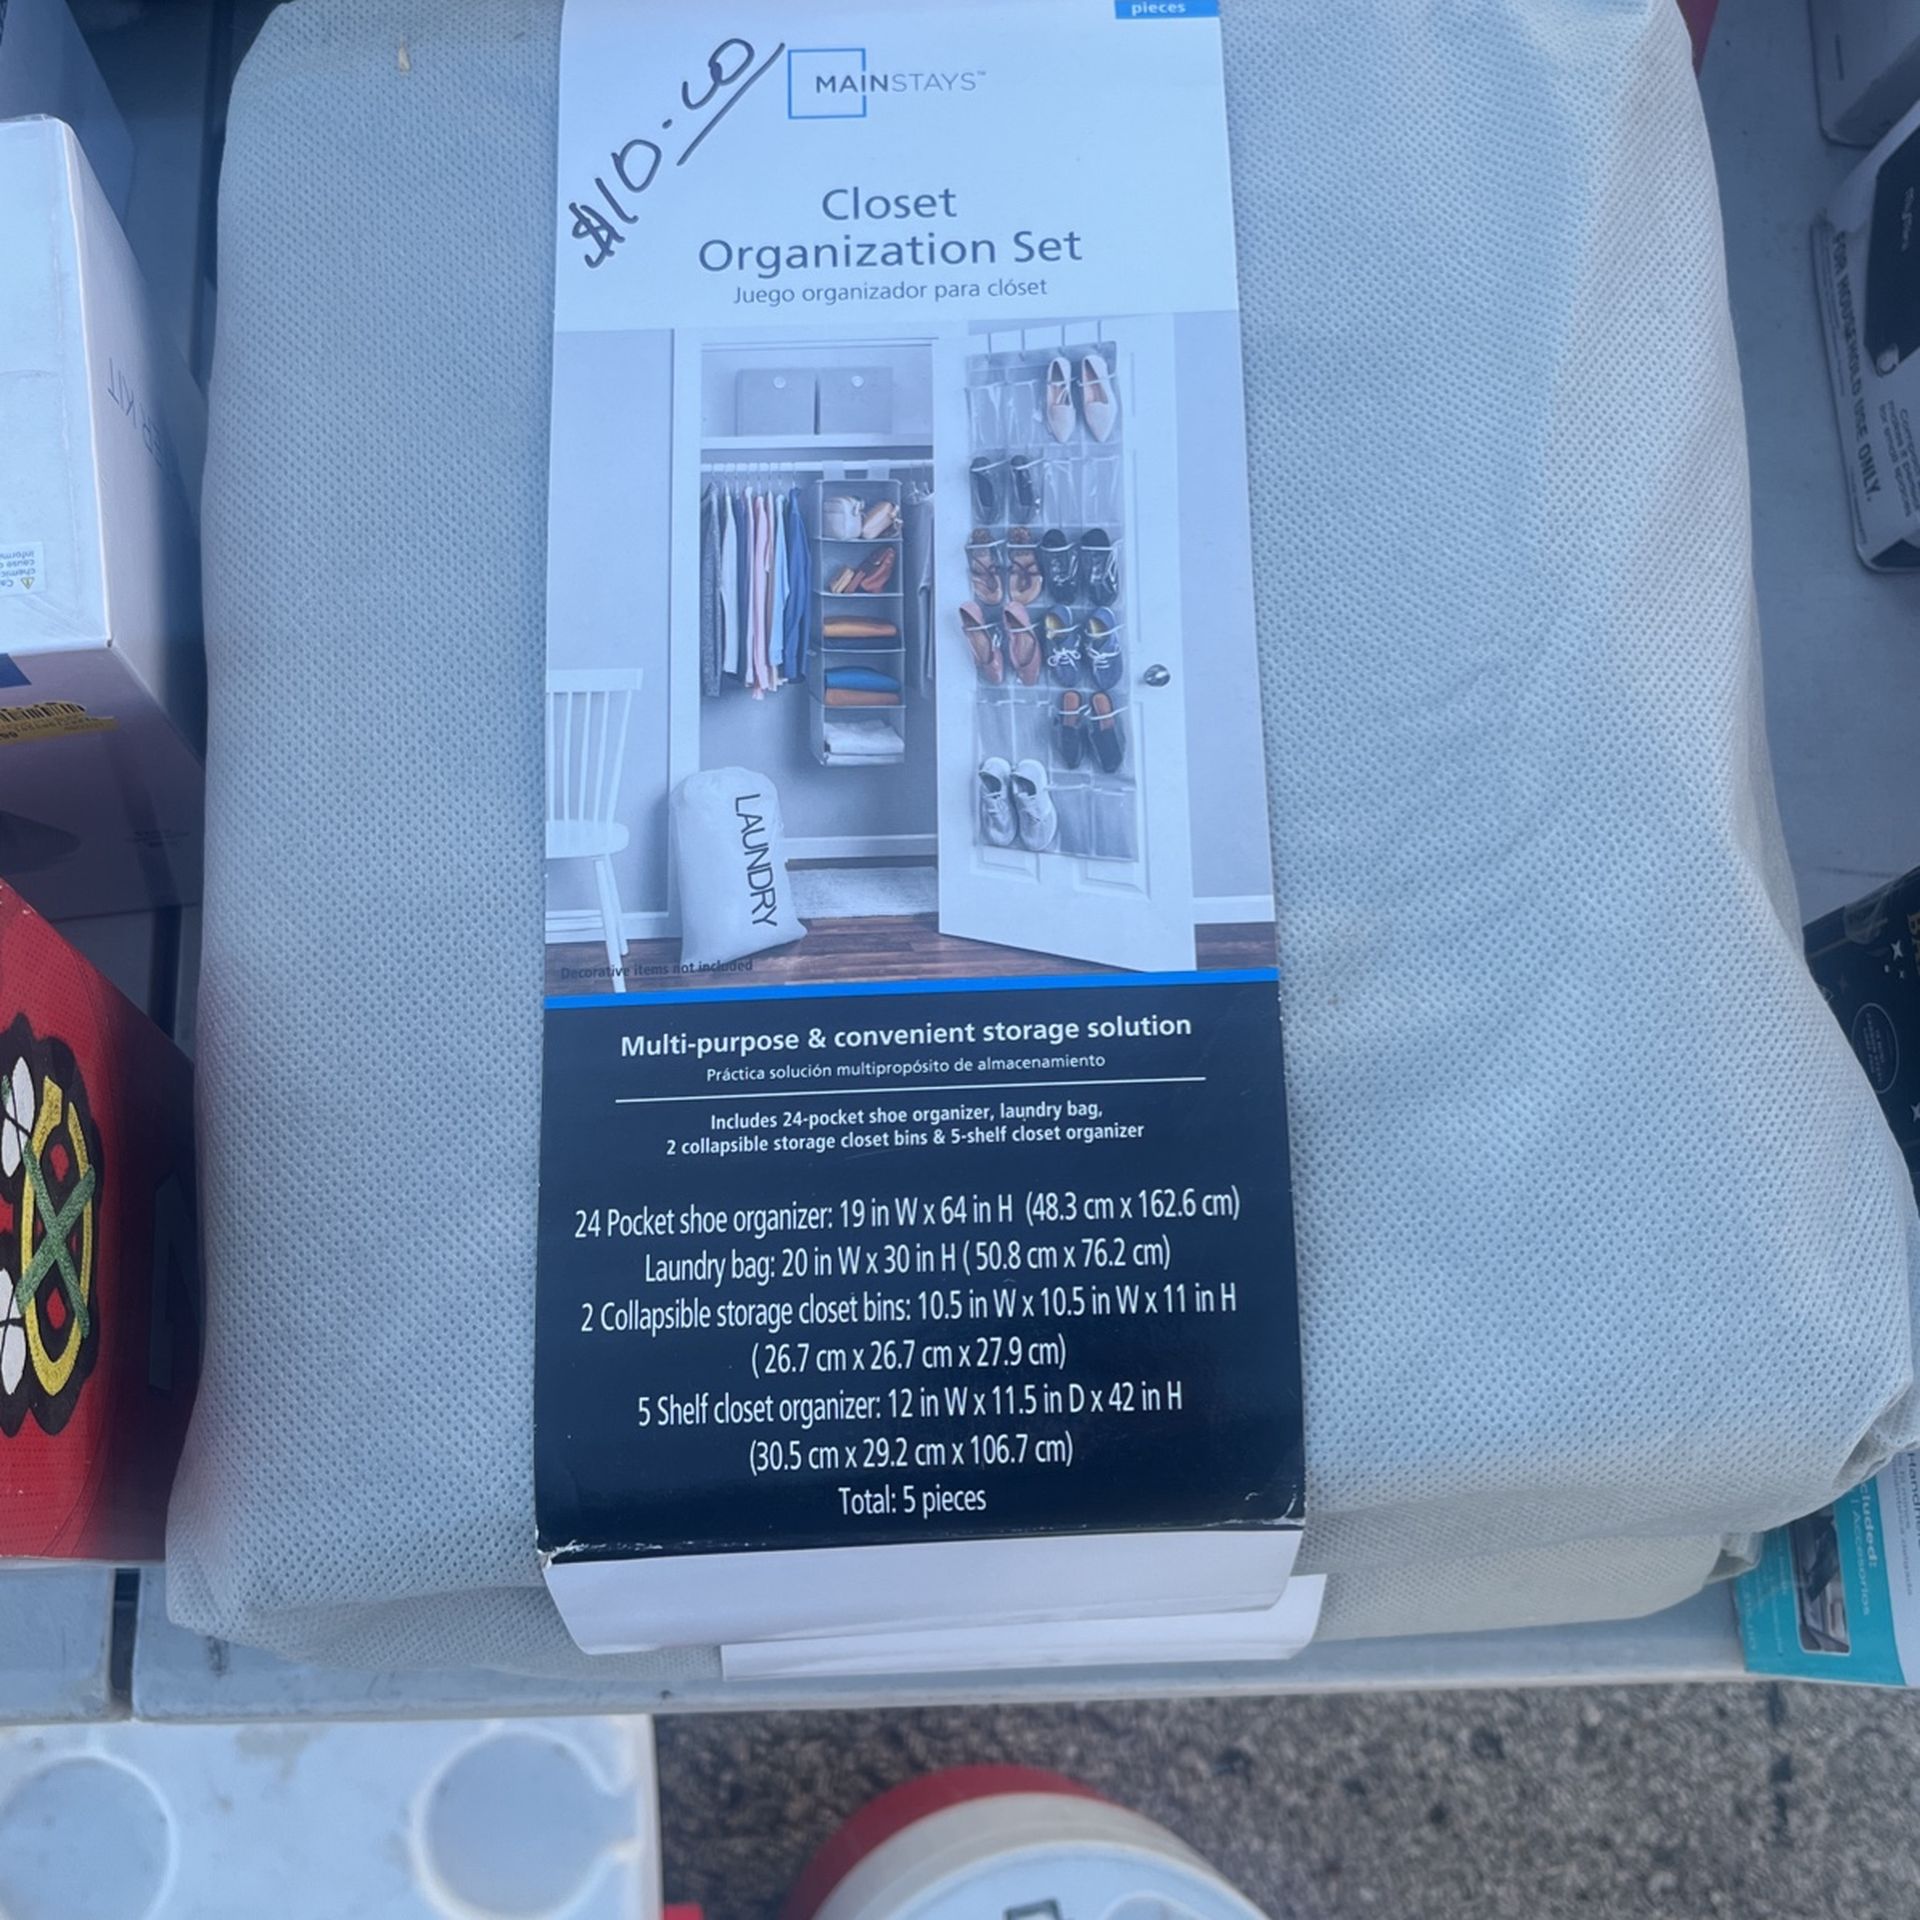 pieces
$10.00
MAINSTAYS™
Closet
Organization Set
Juego organizador para clóset
LAUNDRY
Decorative items not included
Multi-purpose & convenient storage solution
Práctica solución multipropósito de almacenamiento
Includes 24-pocket shoe organizer, laundry bag,
2 collapsible storage closet bins & 5-shelf closet organizer
24 Pocket shoe organizer: 19 in W x 64 in H (48.3 cm x 162.6 cm)
Laundry bag: 20 in W x 30 in H ( 50.8 cm x 76.2 cm)
2 Collapsible storage closet bins: 10.5 in W x 10.5 in W x 11 in H
( 26.7 cm x 26.7 cm x 27.9 cm)
5 Shelf closet organizer: 12 in W x 11.5 in D x 42 in H
(30.5 cm x 29.2 cm x 106.7 cm)
Total: 5 pieces
FOR HOUSEHOLD USE ONLY.